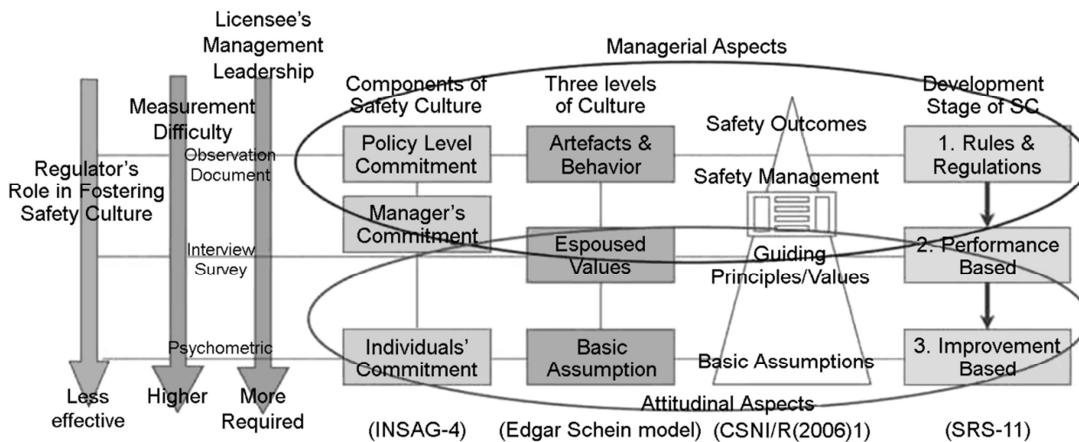 Licensee's
Management
Leadership
Measurement
Difficulty
Regulator's
Role in Fostering
Safety Culture
Observation
Document
Interview
Survey
Psychometric
Less
effective
Higher
More
Required
Managerial Aspects
Components of
Safety Culture
Policy Level
Commitment
Manager's
Commitment
Individuals'
Commitment
(INSAG-4)
Three levels
of Culture
Artefacts &
Behavior
Espoused
Values
Basic
Assumption
(Edgar Schein model)
Safety Outcomes
Safety Management
Guiding
Principles/Values
Basic Assumptions
Attitudinal Aspects
(CSNI/R(2006)1)
Development
Stage of SC
1. Rules &
Regulations
2. Performance
Based
3. Improvement
Based
(SRS-11)